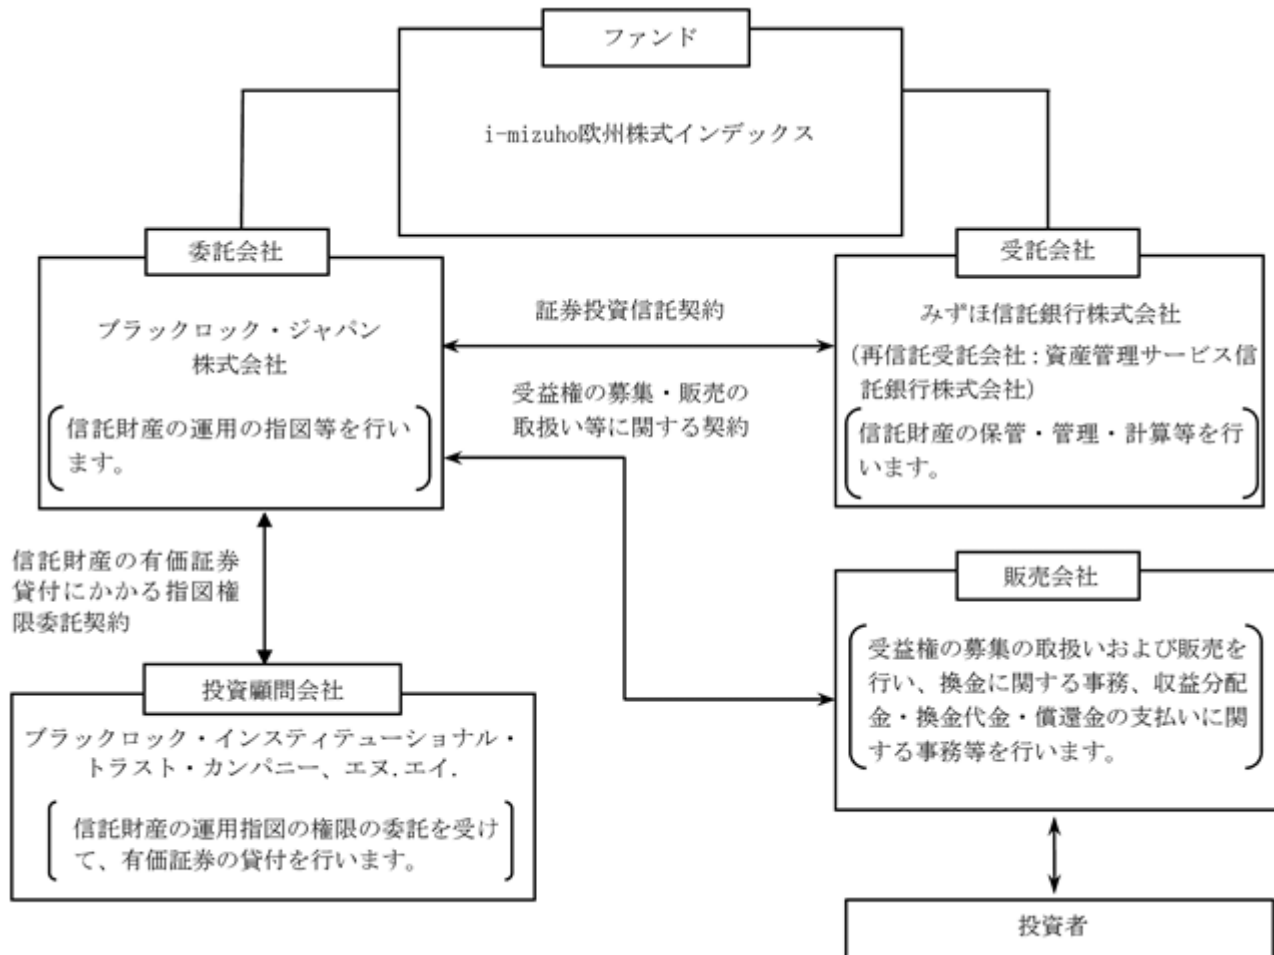 ファンド
i-mizuho欧州株式インデックス
委託会社
ブラックロック・ジャパン
株式会社
信託財産の運用の指図等を行い
ます。
証券投資信託契約
受益権の募集・販売の
取扱い等に関する契約
受託会社
みずほ信託銀行株式会社
(再信託受託会社:資産管理サービス信
託銀行株式会社)
信託財産の保管・管理・計算等を行
います。
信託財産の有価証券
貸付にかかる指図権
限委託契約
投資顧問会社
ブラックロック・インスティテューショナル・
トラスト・カンパニー、エヌ.エイ.
信託財産の運用指図の権限の委託を受け
て、有価証券の貸付を行います。
販売会社
受益権の募集の取扱いおよび販売を
行い、換金に関する事務、収益分配
金・換金代金・償還金の支払いに関
する事務等を行います。
投資者